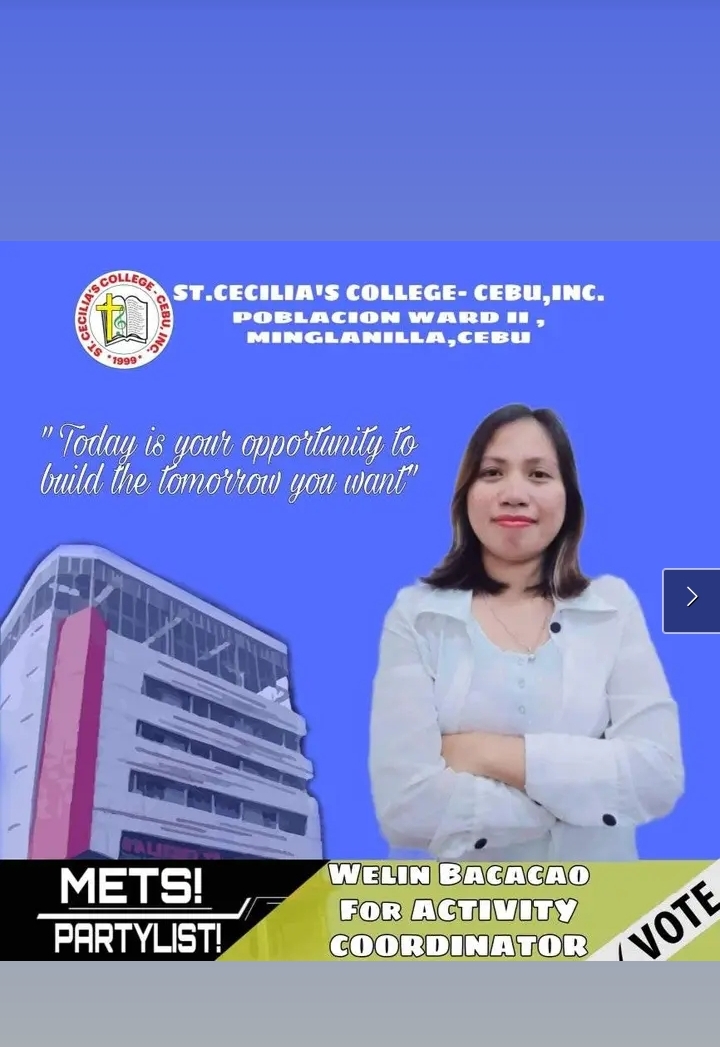 ST. CECILIA'S COLLEGE - CEBU, INC.
* 1999 *
ST.CECILIA'S COLLEGE- CEBU,INC.
POBLACION WARD II ,
MINGLANILLA,CEBU
" Today is your opportunity to
build the tomorrow you want"
METS!
PARTYLIST!
WELIN BACACAO
FOR ACTIVITY
COORDINATOR
VOTE